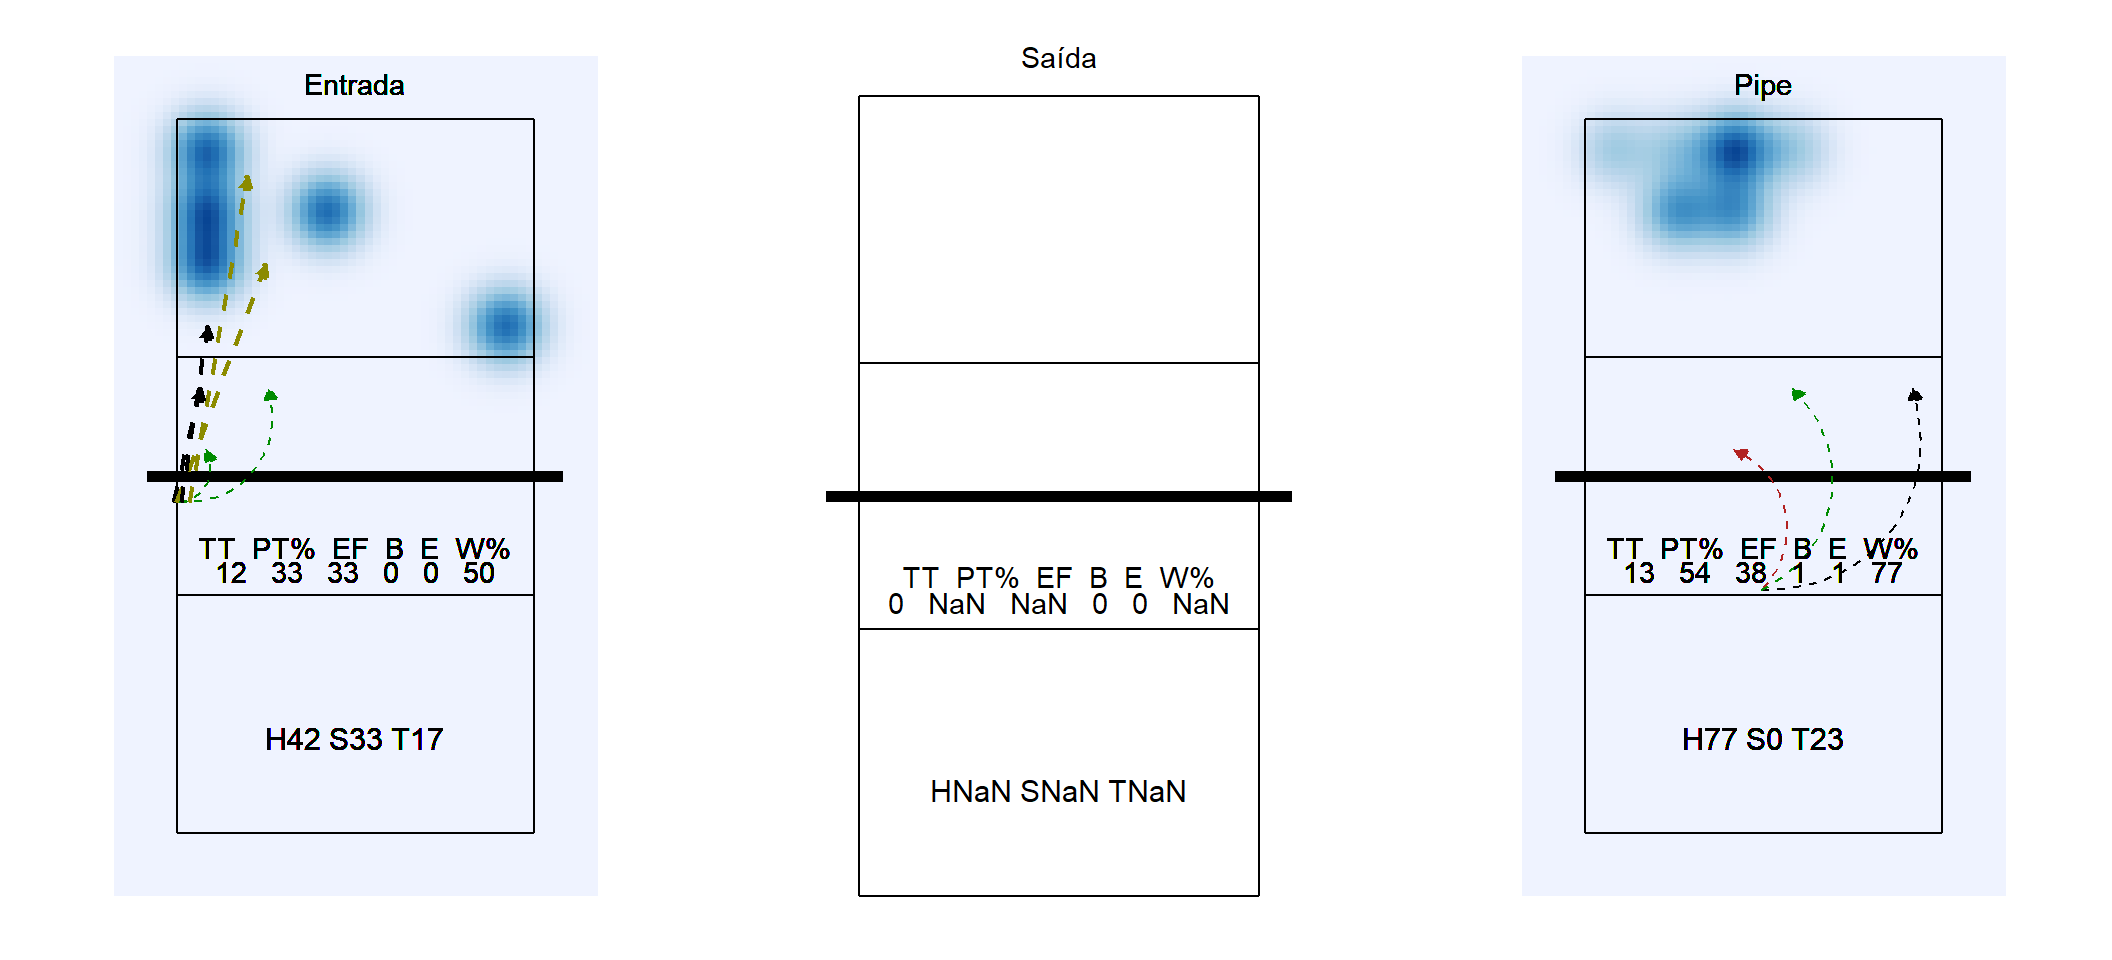 Entrada
TT PT% EF B E W%
12 33 33 0 0 50
H42 S33 T17
Saída
TT PT% EF B E W%
0 NaN NaN 0 0 NaN
HNaN SNaN TNaN
Pipe
TT PT% EF B E W%
13 54 38 1 1 77
H77 S0 T23